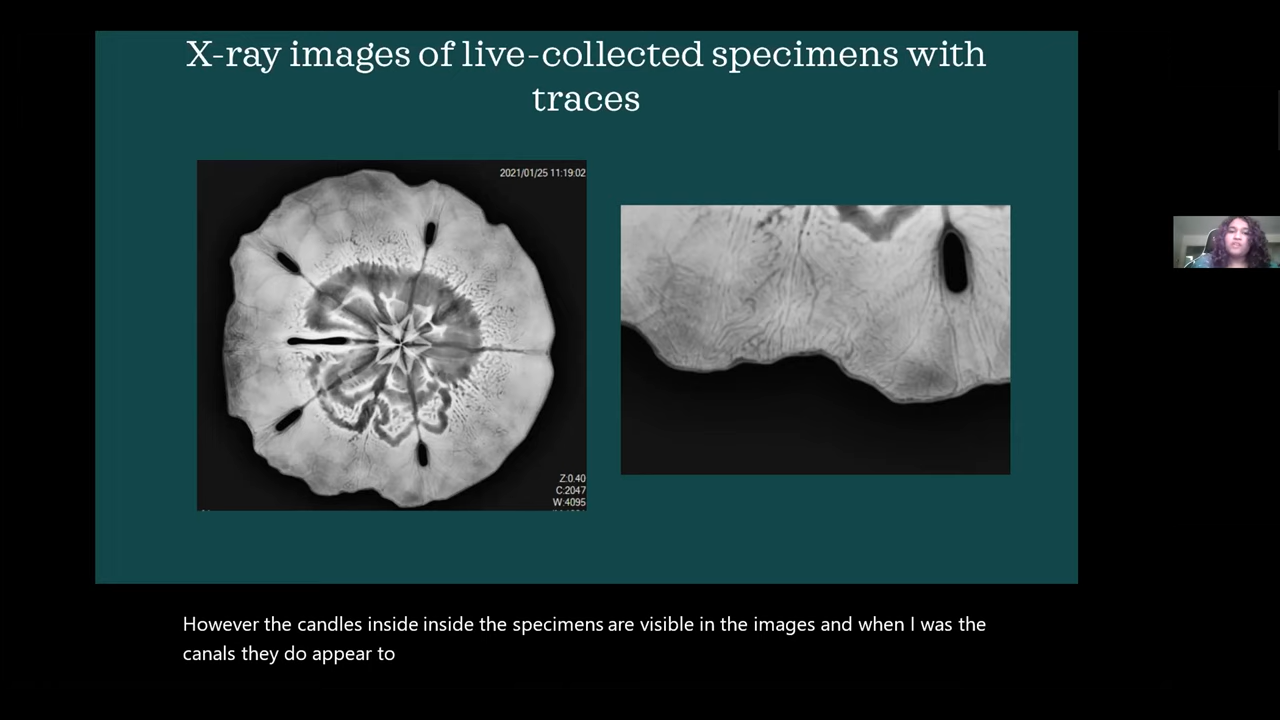 X-ray images of live-collected specimens with
traces
2021/01/25 11:19:02
Z:0.40
C:2047
W:4095
However the candles inside inside the specimens are visible in the images and when I was the
canals they do appear to